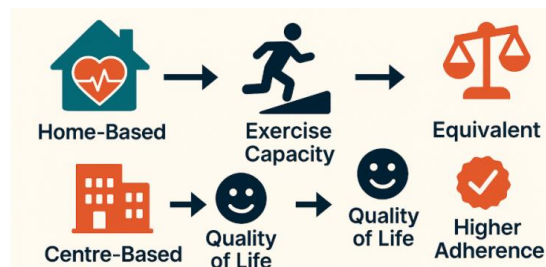 Home-Based
Exercise
Capacity
Equivalent
Centre-Based
Quality
of Life
Quality
of Life
Higher
Adherence